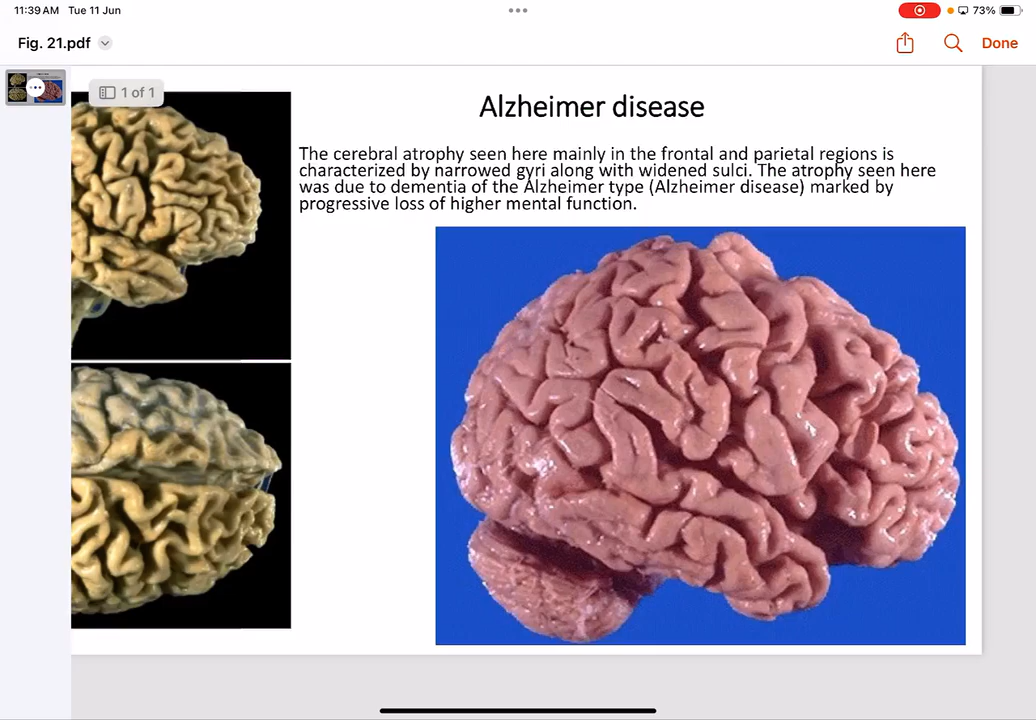 11:39 AM Tue 11 Jun
73%
Fig. 21.pdf
Done
1 of 1
Alzheimer disease
The cerebral atrophy seen here mainly in the frontal and parietal regions is
characterized by narrowed gyri along with widened sulci. The atrophy seen here
was due to dementia of the Alzheimer type (Alzheimer disease) marked by
progressive loss of higher mental function.